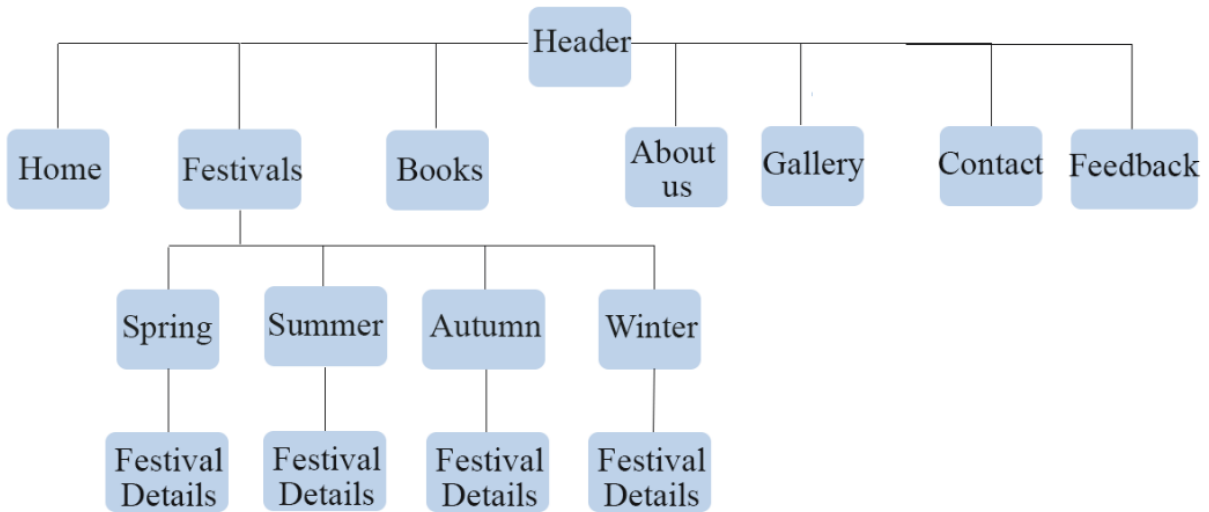 Header
Home
Festivals
Books
About
us
Gallery
Contact
Feedback
Spring
Summer
Autumn
Winter
Festival
Details
Festival
Details
Festival
Details
Festival
Details